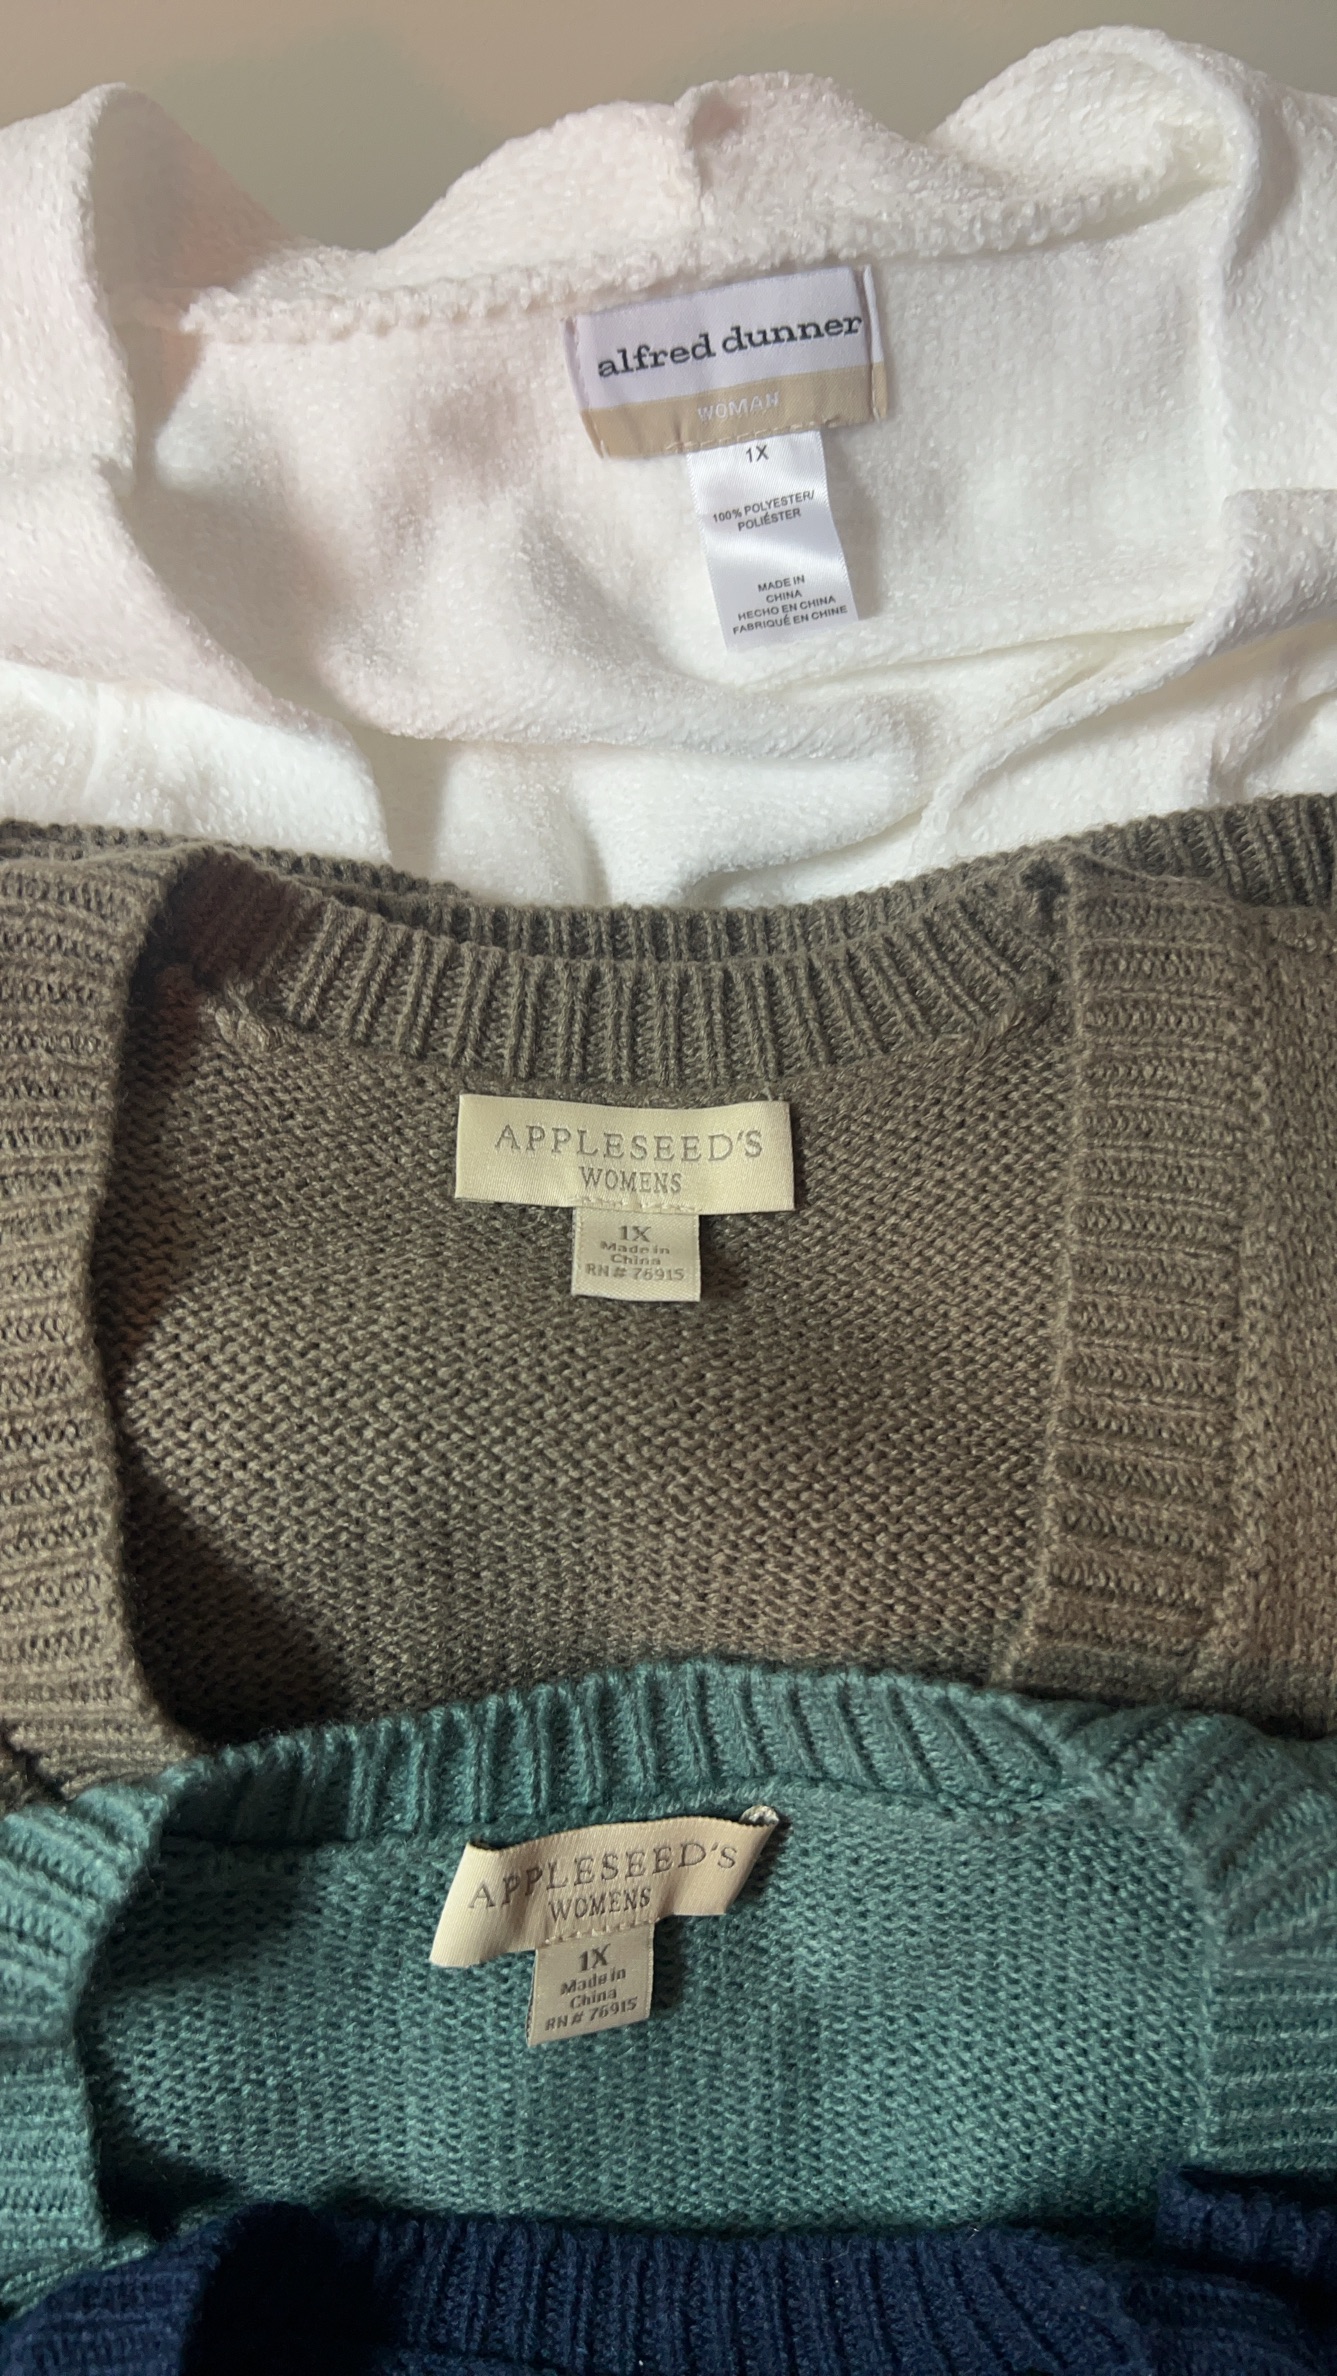 alfred dunner
WOMAN
1X
100% POLYESTER/
POLIÉSTER
MADE IN
CHINA
HECHO EN CHINA
FABRIQUÉ EN CHINE
APPLESEED'S
WOMENS
1X
Made in
China
RN# 76915
APPLESEED'S
WOMENS
1X
Made in
China
RN# 76915